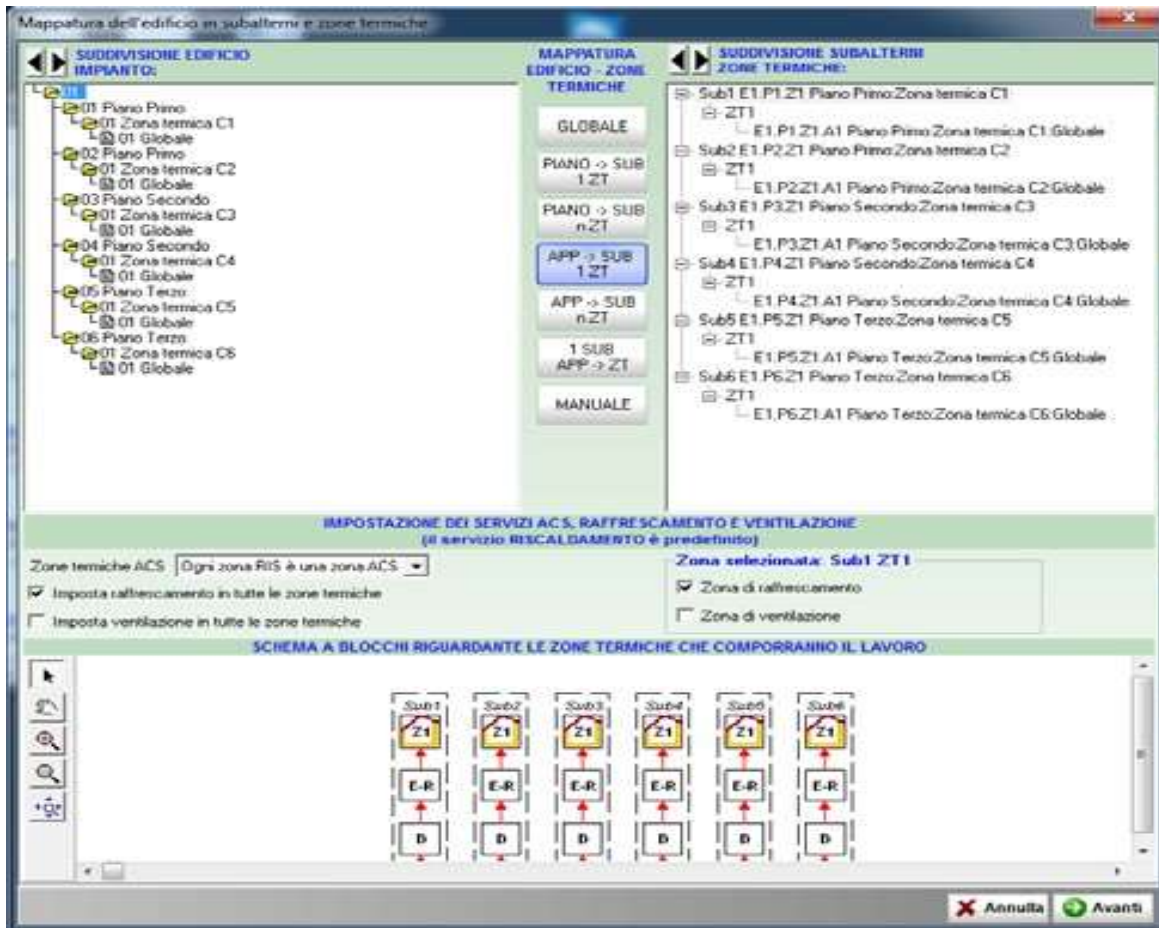 Mappatura dell'edificio in subalterni e zone termiche
SUDDIVISIONE EDIFICIO
IMPIANTO:
01
01 Piano Primo
01 Zona termica C1
01 Globale
02 Piano Primo
01 Zona termica C2
01 Globale
03 Piano Secondo
01 Zona termica C3
01 Globale
04 Piano Secondo
01 Zona termica C4
01 Globale
05 Piano Terzo
01 Zona termica C5
01 Globale
06 Piano Terzo
01 Zona termica C6
01 Globale
MAPPATURA
EDIFICIO - ZONE
TERMICHE
GLOBALE
PIANO -> SUB
1 ZT
PIANO -> SUB
n ZT
APP -> SUB
1 ZT
APP -> SUB
n ZT
1 SUB
APP -> ZT
MANUALE
SUDDIVISIONE SUBALTERNI
ZONE TERMICHE:
Sub1 E1.P1.Z1 Piano Primo:Zona termica C1
ZT1
E1.P1.Z1.A1 Piano Primo:Zona termica C1:Globale
Sub2 E1.P2.Z1 Piano Primo:Zona termica C2
ZT1
E1.P2.Z1.A1 Piano Primo:Zona termica C2:Globale
Sub3 E1.P3.Z1 Piano Secondo:Zona termica C3
ZT1
E1.P3.Z1.A1 Piano Secondo:Zona termica C3:Globale
Sub4 E1.P4.Z1 Piano Secondo:Zona termica C4
ZT1
E1.P4.Z1.A1 Piano Secondo:Zona termica C4:Globale
Sub5 E1.P5.Z1 Piano Terzo:Zona termica C5
ZT1
E1.P5.Z1.A1 Piano Terzo:Zona termica C5:Globale
Sub6 E1.P6.Z1 Piano Terzo:Zona termica C6
ZT1
E1.P6.Z1.A1 Piano Terzo:Zona termica C6:Globale
IMPOSTAZIONE DEI SERVIZI ACS, RAFFRESCAMENTO E VENTILAZIONE
(il servizio RISCALDAMENTO è predefinito)
Zone termiche ACS Ogni zona RIS è una zona ACS
Imposta raffrescamento in tutte le zone termiche
Imposta ventilazione in tutte le zone termiche
Zona selezionata: Sub1 ZT1
Zona di raffrescamento
Zona di ventilazione
SCHEMA A BLOCCHI RIGUARDANTE LE ZONE TERMICHE CHE COMPORRANNO IL LAVORO
Sub1 Sub2 Sub3 Sub4 Sub5 Sub6
Z1 Z1 Z1 Z1 Z1 Z1
E-R E-R E-R E-R E-R E-R
D D D D D D
Annulla Avanti